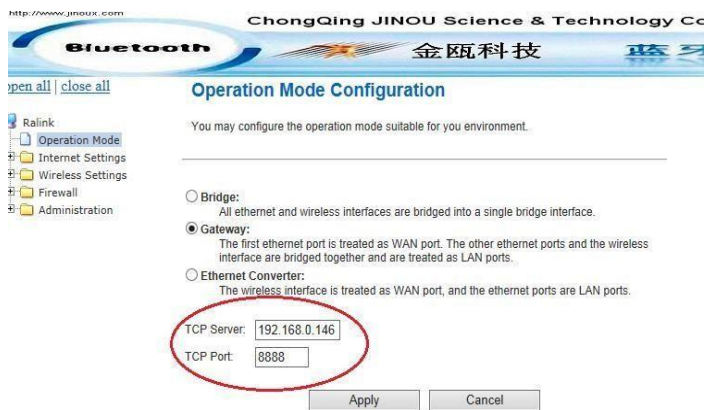 http://www.jinoux.com
ChongQing JINOU Science & Technology Co
Bluetooth
金瓯科技
蓝牙
open all | close all
Operation Mode Configuration
Ralink
You may configure the operation mode suitable for you environment.
Operation Mode
Internet Settings
Wireless Settings
Firewall
Administration
Bridge:
All ethernet and wireless interfaces are bridged into a single bridge interface.
Gateway:
The first ethernet port is treated as WAN port. The other ethernet ports and the wireless
interface are bridged together and are treated as LAN ports.
Ethernet Converter:
The wireless interface is treated as WAN port, and the ethernet ports are LAN ports.
TCP Server: 192.168.0.146
TCP Port: 8888
Apply Cancel